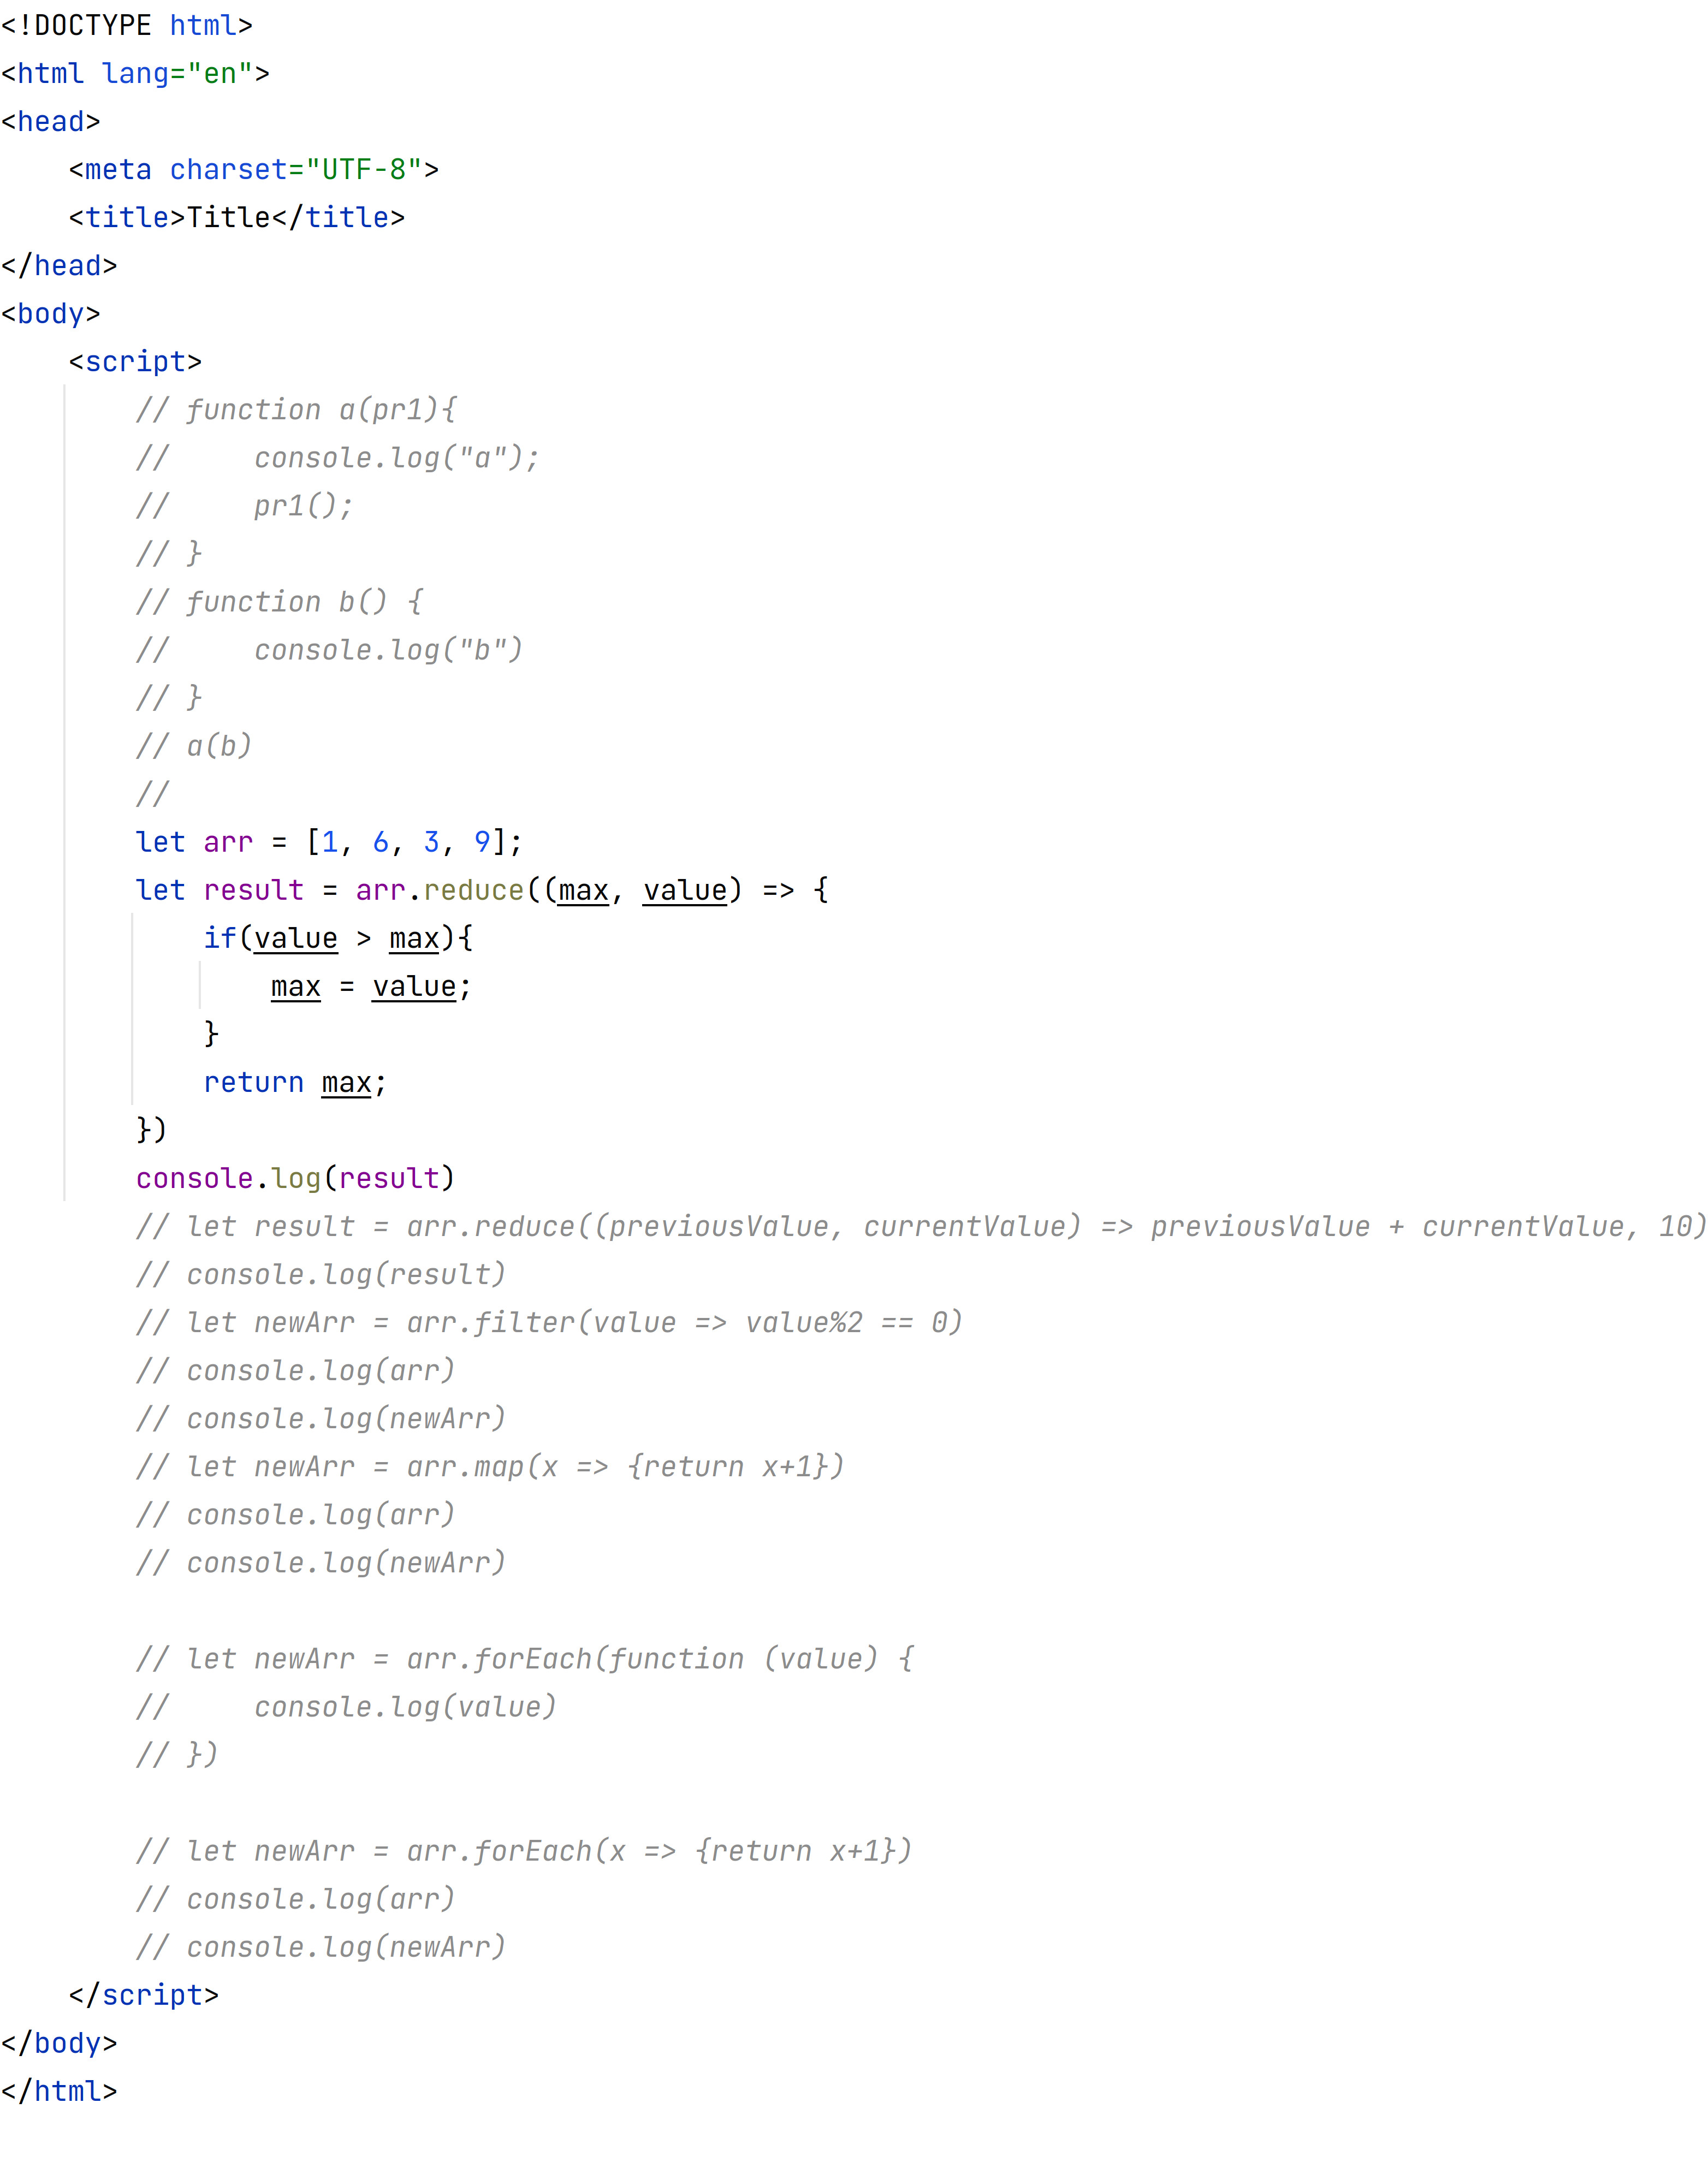 <!DOCTYPE html>
<html lang="en">
<head>
    <meta charset="UTF-8">
    <title>Title</title>
</head>
<body>
    <script>
        // function a(pr1){
        //     console.log("a");
        //     pr1();
        // }
        // function b() {
        //     console.log("b")
        // }
        // a(b)
        //
        let arr = [1, 6, 3, 9];
        let result = arr.reduce((max, value) => {
            if(value > max){
                max = value;
            }
            return max;
        })
        console.log(result)
        // let result = arr.reduce((previousValue, currentValue) => previousValue + currentValue, 10)
        // console.log(result)
        // let newArr = arr.filter(value => value%2 == 0)
        // console.log(arr)
        // console.log(newArr)
        // let newArr = arr.map(x => {return x+1})
        // console.log(arr)
        // console.log(newArr)

        // let newArr = arr.forEach(function (value) {
        //     console.log(value)
        // })

        // let newArr = arr.forEach(x => {return x+1})
        // console.log(arr)
        // console.log(newArr)
    </script>
</body>
</html>